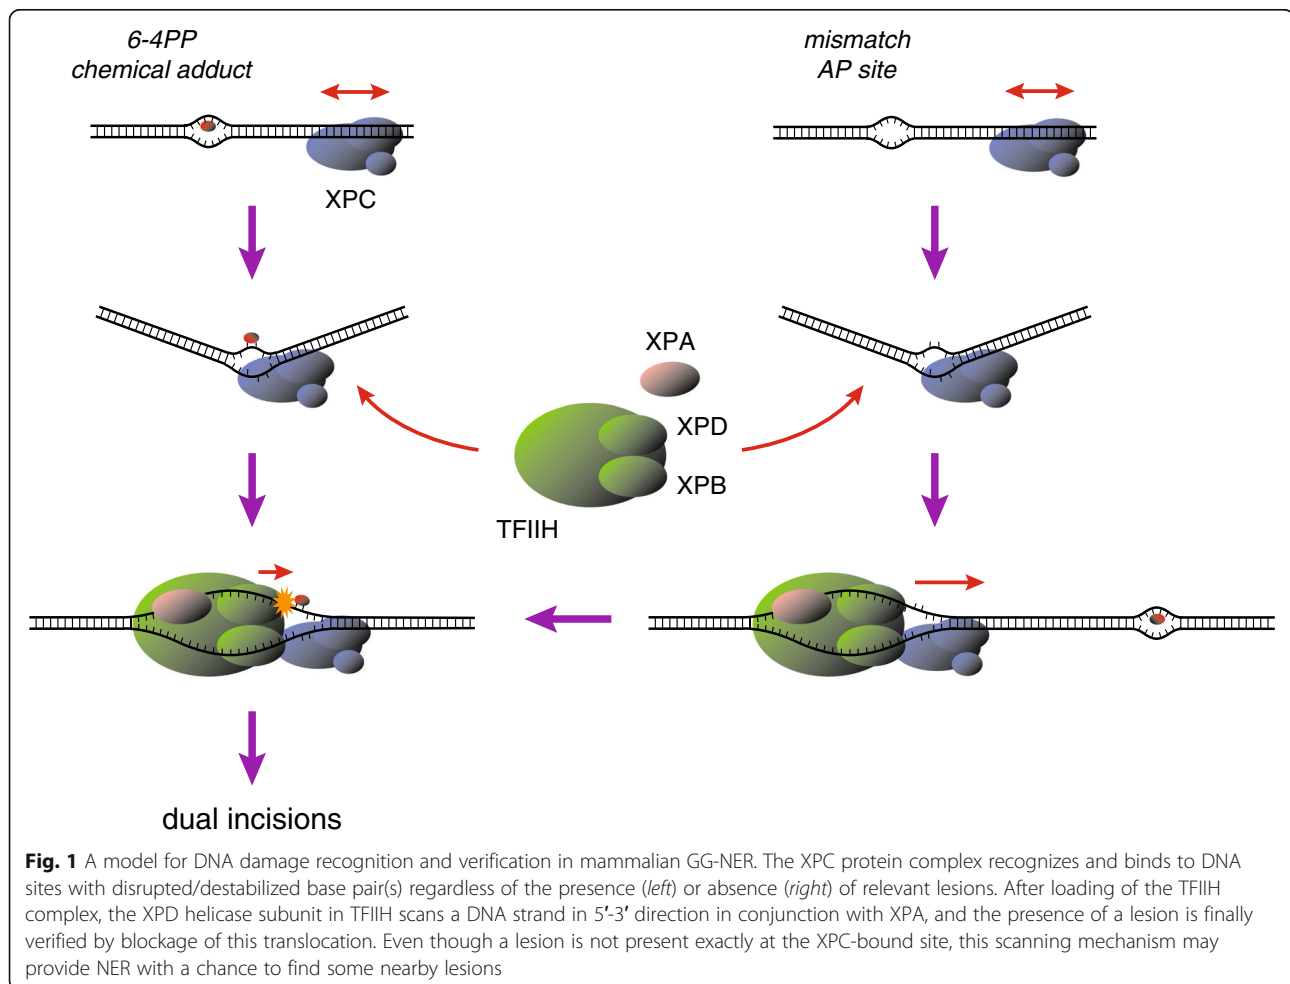 6-4PP
chemical adduct
mismatch
AP site
XPC
XPA
XPD
XPB
TFIIH
dual incisions
Fig. 1 A model for DNA damage recognition and verification in mammalian GG-NER. The XPC protein complex recognizes and binds to DNA
sites with disrupted/destabilized base pair(s) regardless of the presence (left) or absence (right) of relevant lesions. After loading of the TFIIH
complex, the XPD helicase subunit in TFIIH scans a DNA strand in 5′-3′ direction in conjunction with XPA, and the presence of a lesion is finally
verified by blockage of this translocation. Even though a lesion is not present exactly at the XPC-bound site, this scanning mechanism may
provide NER with a chance to find some nearby lesions